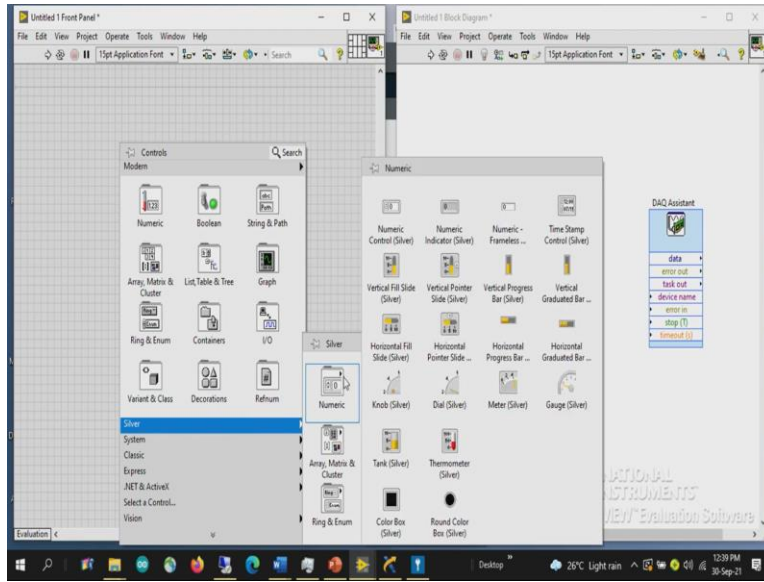 Untitled 1 Front Panel *
File Edit View Project Operate Tools Window Help
15pt Application Font
Search
Untitled 1 Block Diagram *
File Edit View Project Operate Tools Window Help
15pt Application Font
Controls
Search
Modern
Numeric
Boolean
String & Path
Array, Matrix & Cluster
List, Table & Tree
Graph
Ring & Enum
Containers
I/O
Variant & Class
Decorations
Refnum
Silver
System
Classic
Express
.NET & ActiveX
Select a Control...
Vision
Silver
Numeric
Array, Matrix & Cluster
Ring & Enum
Numeric
Numeric Control (Silver)
Numeric Indicator (Silver)
Numeric - Frameless ...
Time Stamp Control (Silver)
Vertical Fill Slide (Silver)
Vertical Pointer Slide (Silver)
Vertical Progress Bar (Silver)
Vertical Graduated Bar ...
Horizontal Fill Slide (Silver)
Horizontal Pointer Slide ...
Horizontal Progress Bar ...
Horizontal Graduated Bar ...
Knob (Silver)
Dial (Silver)
Meter (Silver)
Gauge (Silver)
Tank (Silver)
Thermometer (Silver)
Color Box (Silver)
Round Color Box (Silver)
DAQ Assistant
data
error out
task out
device name
error in
stop (T)
timeout (s)
NATIONAL
INSTRUMENTS
Evaluation Software
Evaluation
Desktop
26°C Light rain
12:39 PM
30-Sep-21